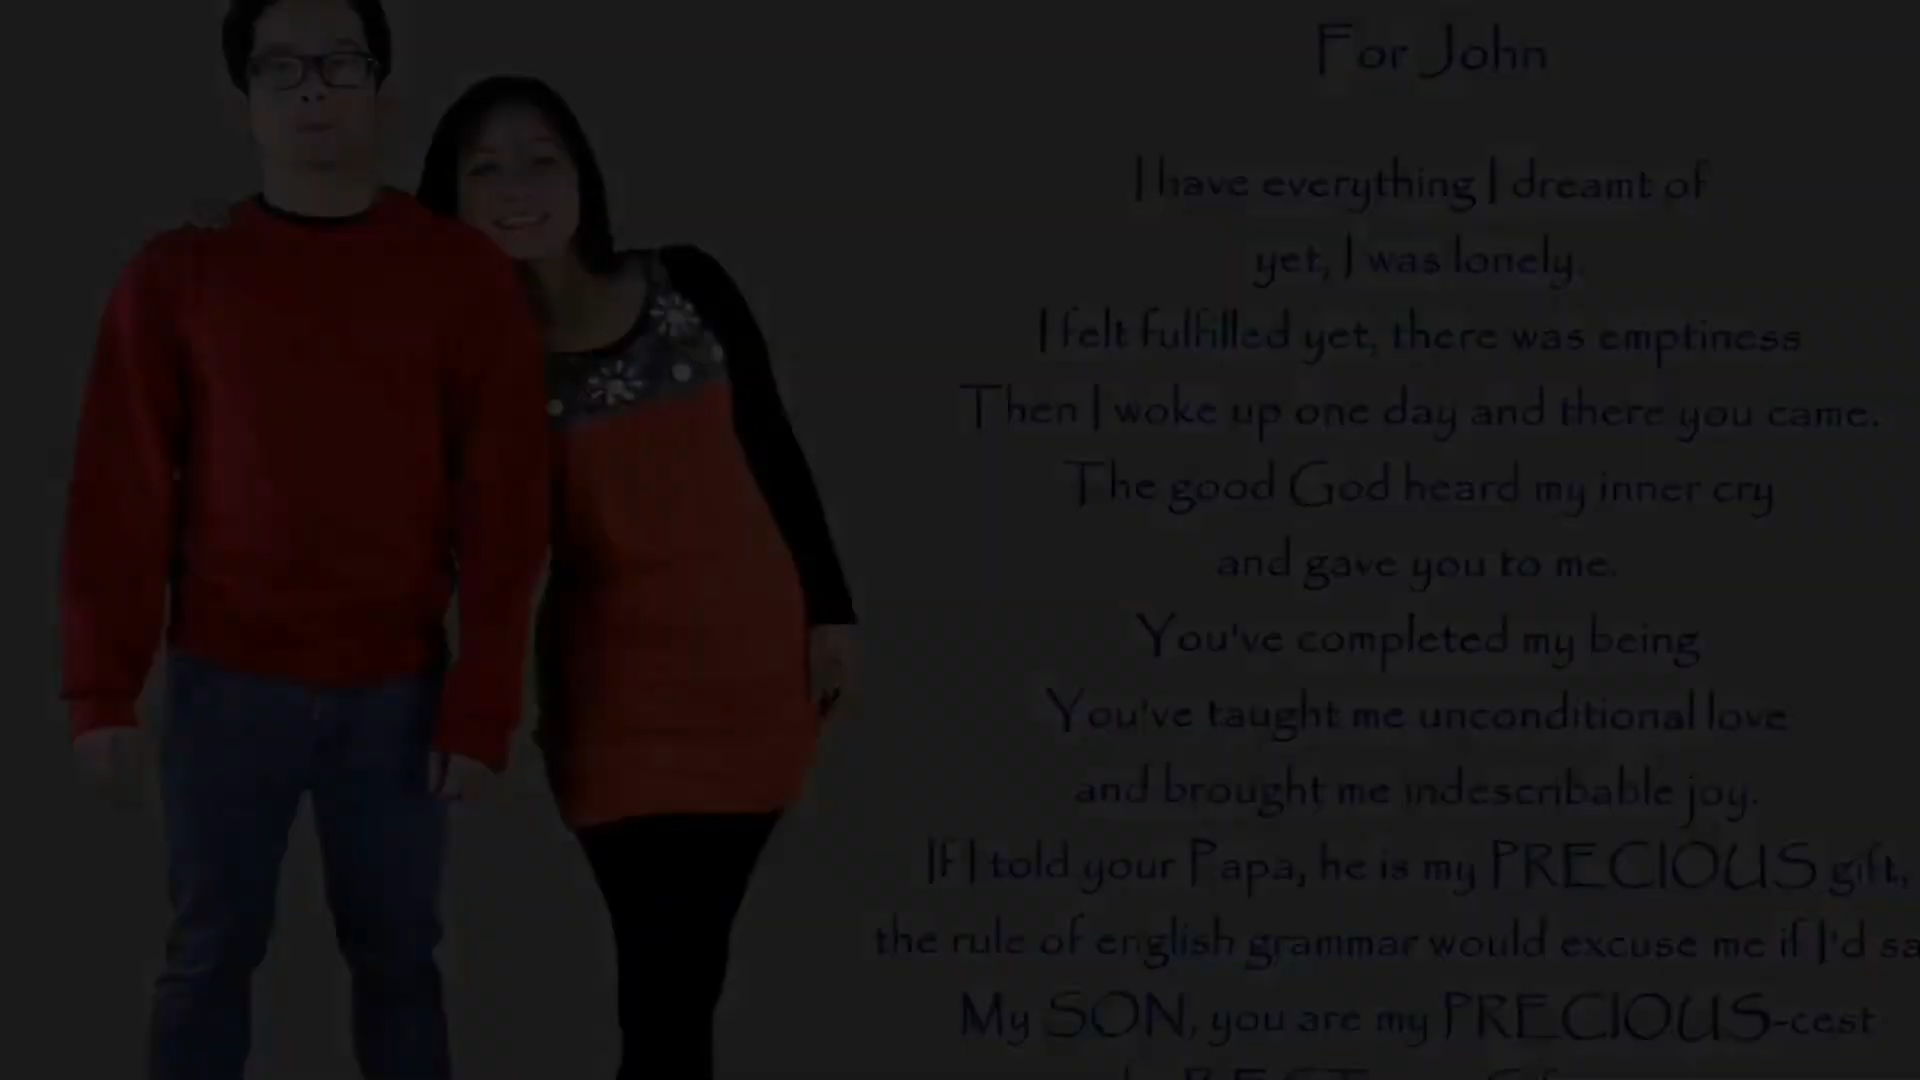 For John
I have everything I dreamt of
yet, I was lonely.
I felt fulfilled yet, there was emptiness
Then I woke up one day and there you came.
The good God heard my inner cry
and gave you to me.
You've completed my being
You've taught me unconditional love
and brought me indescribable joy.
If I told your Papa, he is my PRECIOUS gift,
the rule of english grammar would excuse me if I'd sa
My SON, you are my PRECIOUS-cest